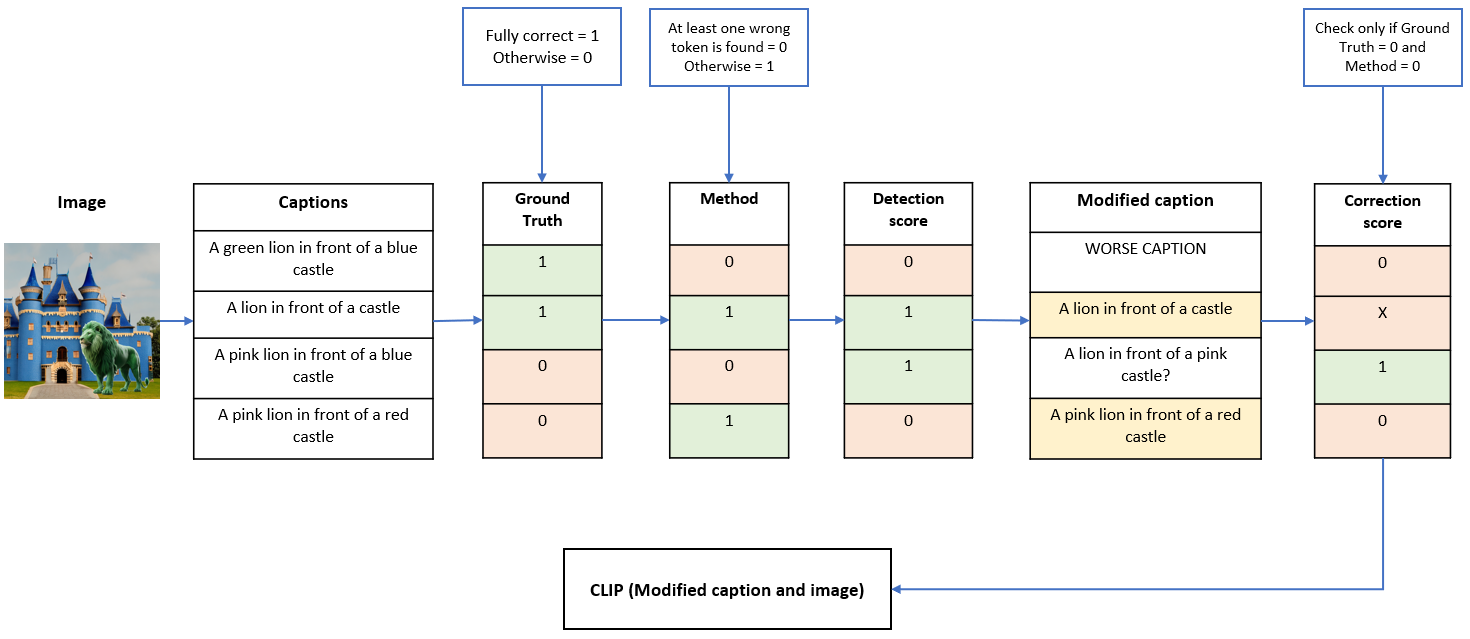 Fully correct = 1
Otherwise = 0
At least one wrong
token is found = 0
Otherwise = 1
Check only if Ground
Truth = 0 and
Method = 0
Image
Captions
A green lion in front of a blue
castle
A lion in front of a castle
A pink lion in front of a blue
castle
A pink lion in front of a red
castle
Ground
Truth
1
1
0
0
Method
0
1
0
1
Detection
score
0
1
1
0
Modified caption
WORSE CAPTION
A lion in front of a castle
A lion in front of a pink
castle?
A pink lion in front of a red
castle
Correction
score
0
X
1
0
CLIP (Modified caption and image)